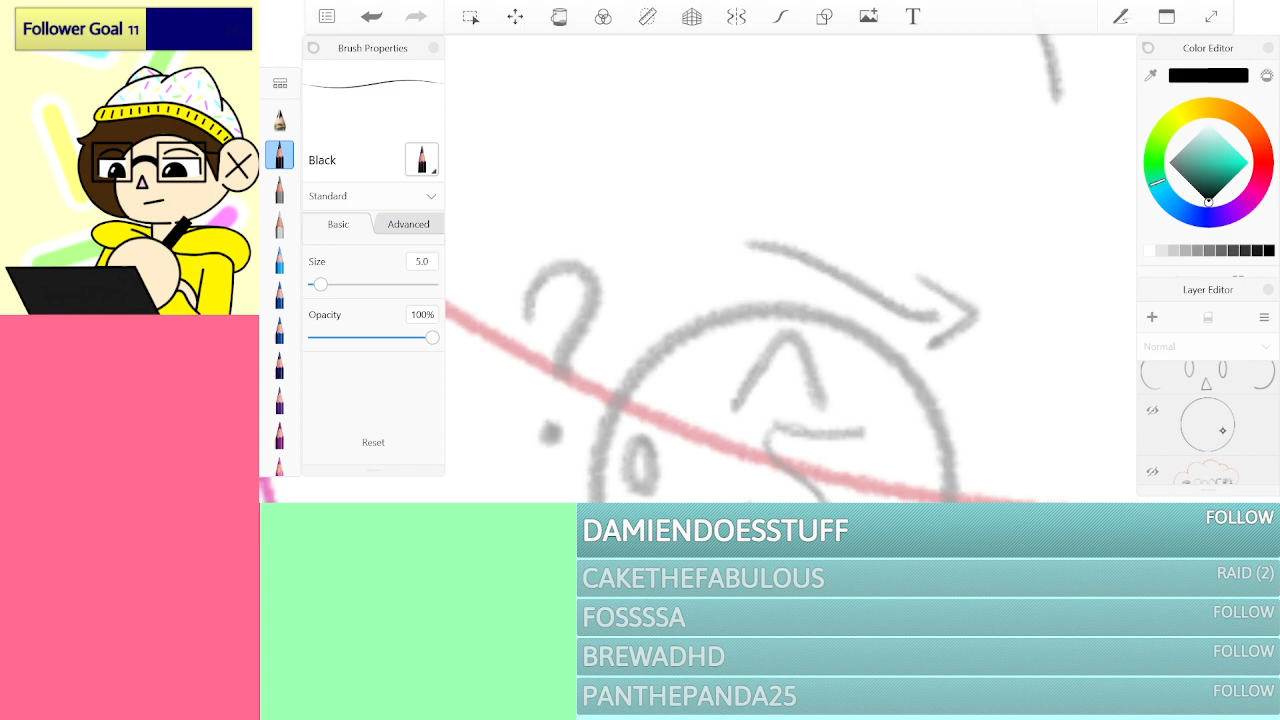 Follower Goal 11
Brush Properties
Black
Standard
Basic
Advanced
Size
5.0
Opacity
100%
Reset
T
Color Editor
Layer Editor
Normal
?
DAMIENDOESSTUFF FOLLOW
CAKETHEFABULOUS RAID (2)
FOSSSSA FOLLOW
BREWADHD FOLLOW
PANTHEPANDA25 FOLLOW